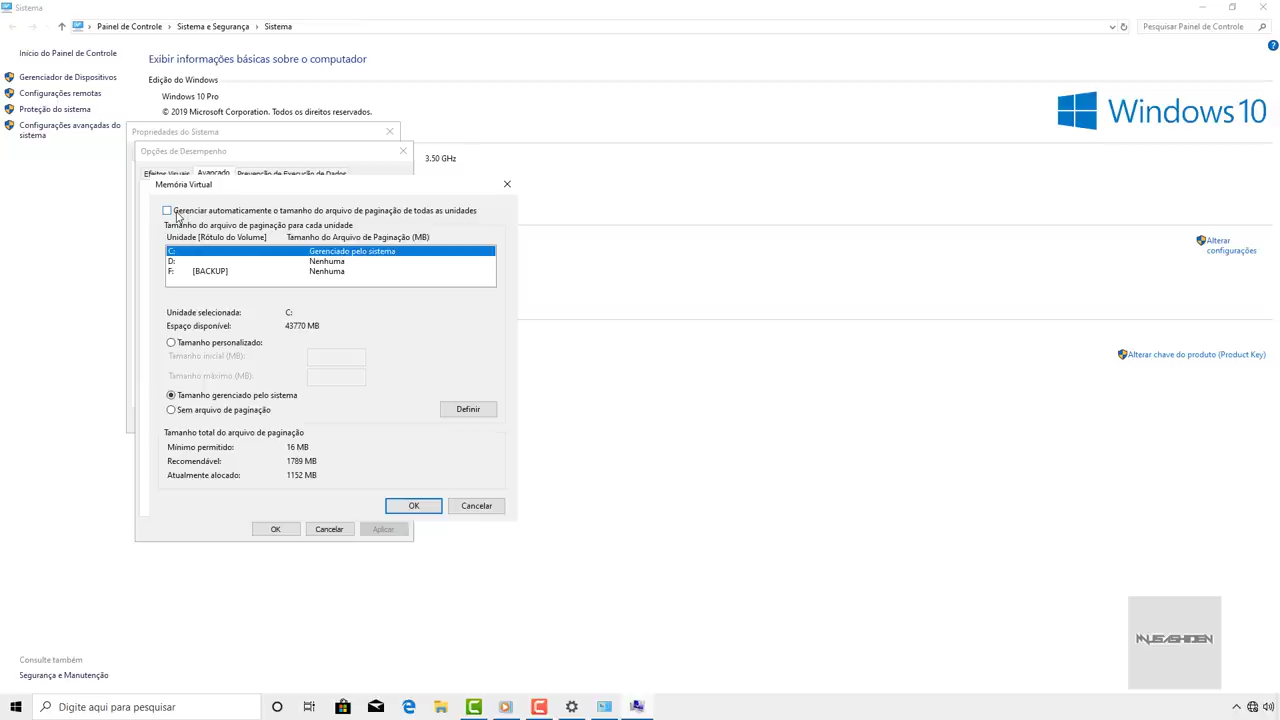 Sistema
Painel de Controle > Sistema e Segurança > Sistema
Pesquisar Painel de Controle
Início do Painel de Controle
Gerenciador de Dispositivos
Configurações remotas
Proteção do sistema
Configurações avançadas do
sistema
Exibir informações básicas sobre o computador
Edição do Windows
Windows 10 Pro
© 2019 Microsoft Corporation. Todos os direitos reservados.
Windows 10
Propriedades do Sistema
Opções de Desempenho
3.50 GHz
Efeitos Visuais Avançado Prevenção de Execução de Dados
Memória Virtual
Gerenciar automaticamente o tamanho do arquivo de paginação de todas as unidades
Tamanho do arquivo de paginação para cada unidade
Unidade [Rótulo do Volume] Tamanho do Arquivo de Paginação (MB)
C: Gerenciado pelo sistema
D: Nenhuma
F: [BACKUP] Nenhuma
Unidade selecionada: C:
Espaço disponível: 43770 MB
Tamanho personalizado:
Tamanho inicial (MB):
Tamanho máximo (MB):
Tamanho gerenciado pelo sistema
Sem arquivo de paginação
Definir
Tamanho total do arquivo de paginação
Mínimo permitido: 16 MB
Recomendável: 1789 MB
Atualmente alocado: 1152 MB
OK Cancelar
OK Cancelar Aplicar
Alterar
configurações
Alterar chave do produto (Product Key)
Consulte também
Segurança e Manutenção
Digite aqui para pesquisar